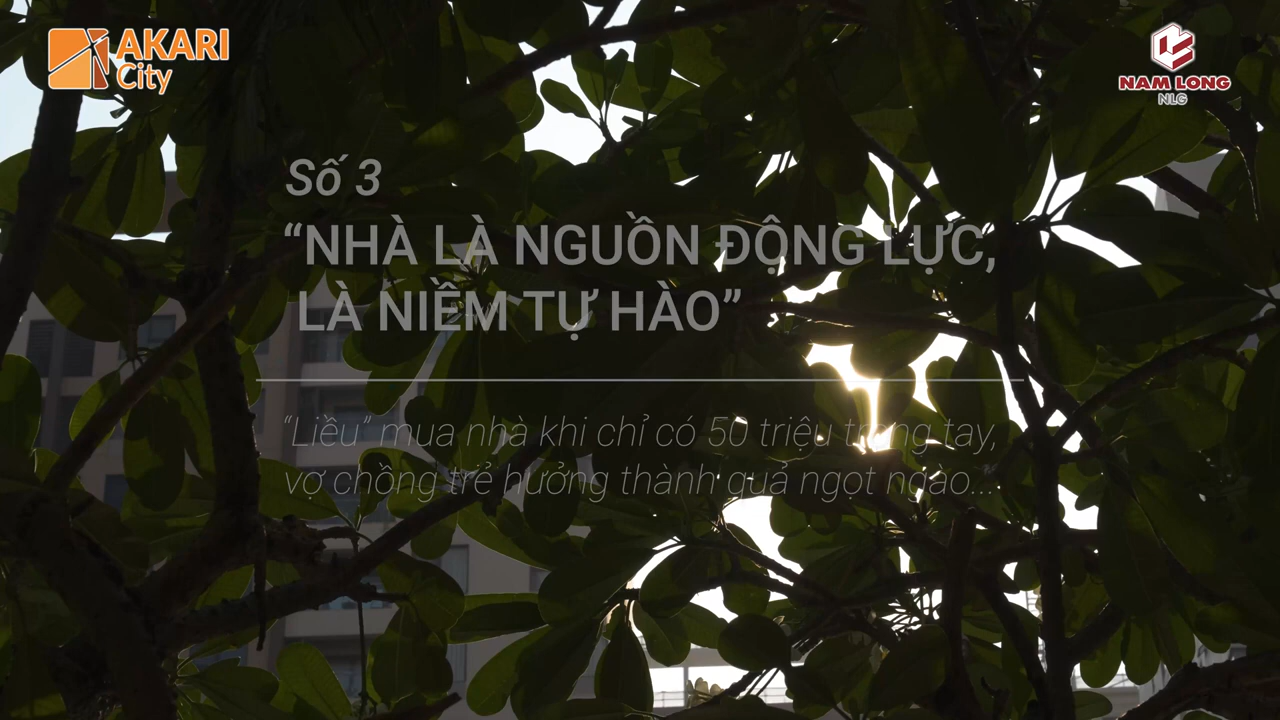 AKARI
City
NAM LONG
NLG
Số 3
“NHÀ LÀ NGUỒN ĐỘNG LỰC,
LÀ NIỀM TỰ HÀO”
“Liều” mua nhà khi chỉ có 50 triệu trong tay,
vợ chồng trẻ hưởng thành quả ngọt ngào...